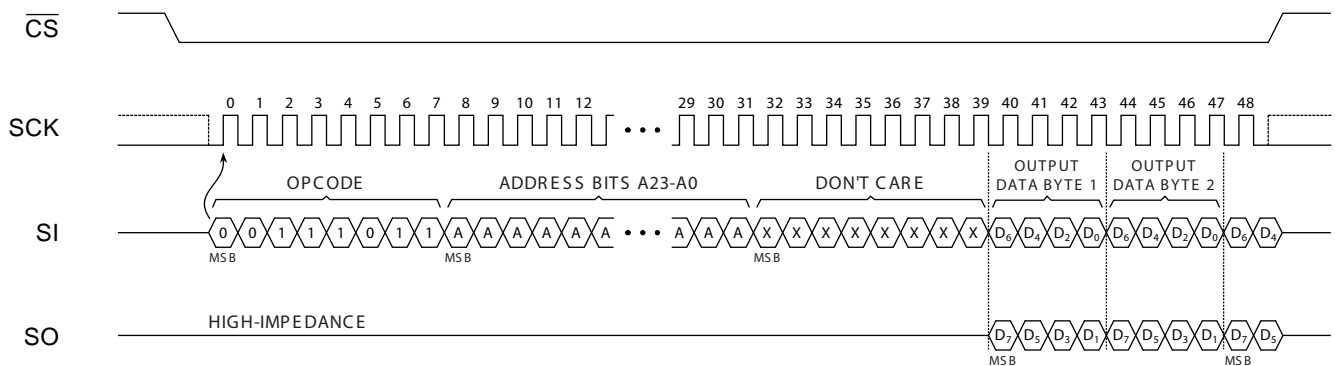 CS
SCK 0 1 2 3 4 5 6 7 8 9 10 11 12 29 30 31 32 33 34 35 36 37 38 39 40 41 42 43 44 45 46 47 48
OPCODE ADDRESS BITS A23-A0 DON'T CARE OUTPUT DATA BYTE 1 OUTPUT DATA BYTE 2
SI 0 0 1 1 1 0 1 1 A A A A A A A A A X X X X X X X X D6 D4 D2 D0 D6 D4 D2 D0 D6 D4
MSB MSB MSB
HIGH-IMPEDANCE
SO D7 D5 D3 D1 D7 D5 D3 D1 D7 D5
MSB MSB